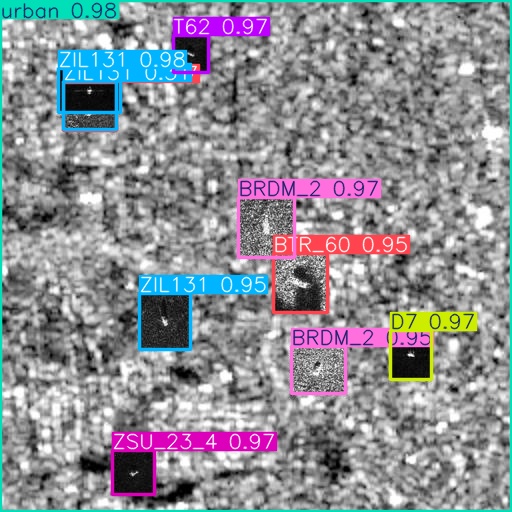 urban 0.98
T62 0.97
ZIL131 0.98
ZIL131
BRDM_2 0.97
BTR_60 0.95
ZIL131 0.95
D7 0.97
BRDM_2 0.95
ZSU_23_4 0.97